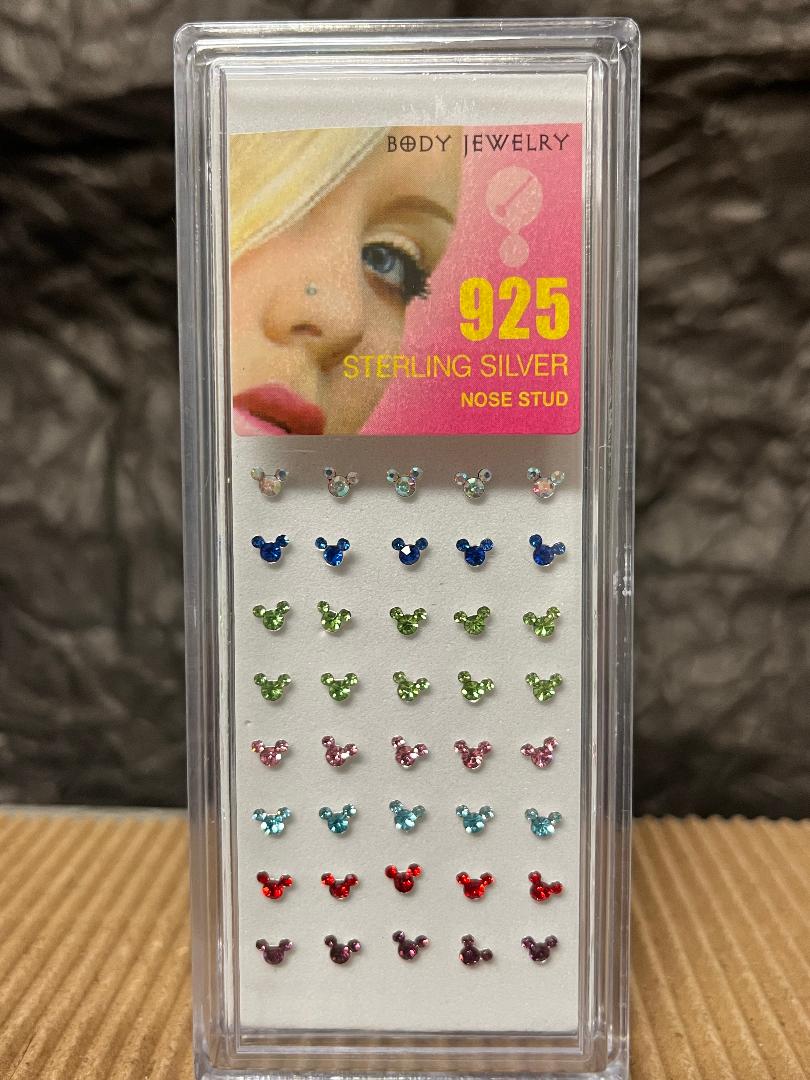 BODY JEWELRY
925
STERLING SILVER
NOSE STUD